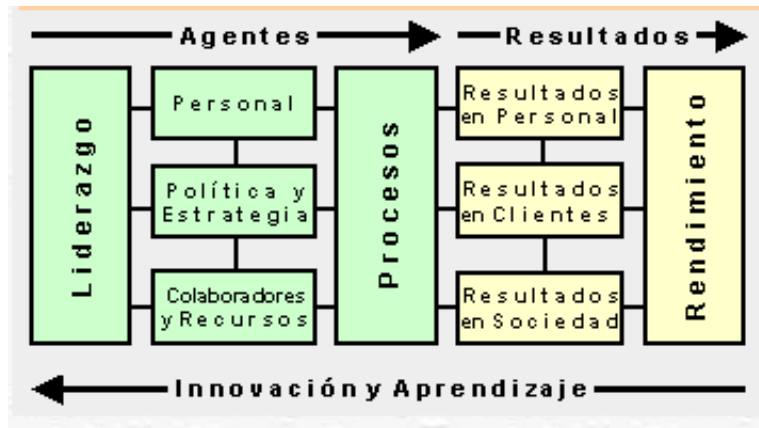 Agentes
Resultados
Liderazgo
Personal
Política y
Estrategia
Colaboradores
y Recursos
Procesos
Resultados
en Personal
Resultados
en Clientes
Resultados
en Sociedad
Rendimiento
Innovación y Aprendizaje